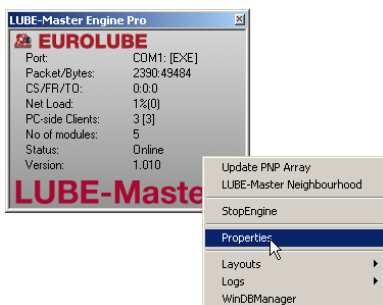 LUBE-Master Engine Pro
EUROLUBE
Port: COM1: [EXE]
Packet/Bytes: 2390:49484
CS/FR/TO: 0:0:0
Net Load: 1%(0)
PC-side Clients: 3 [3]
No of modules: 5
Status: Online
Version: 1.010
LUBE-Maste
Update PNP Array
LUBE-Master Neighbourhood
StopEngine
Properties
Layouts
Logs
WinDBManager